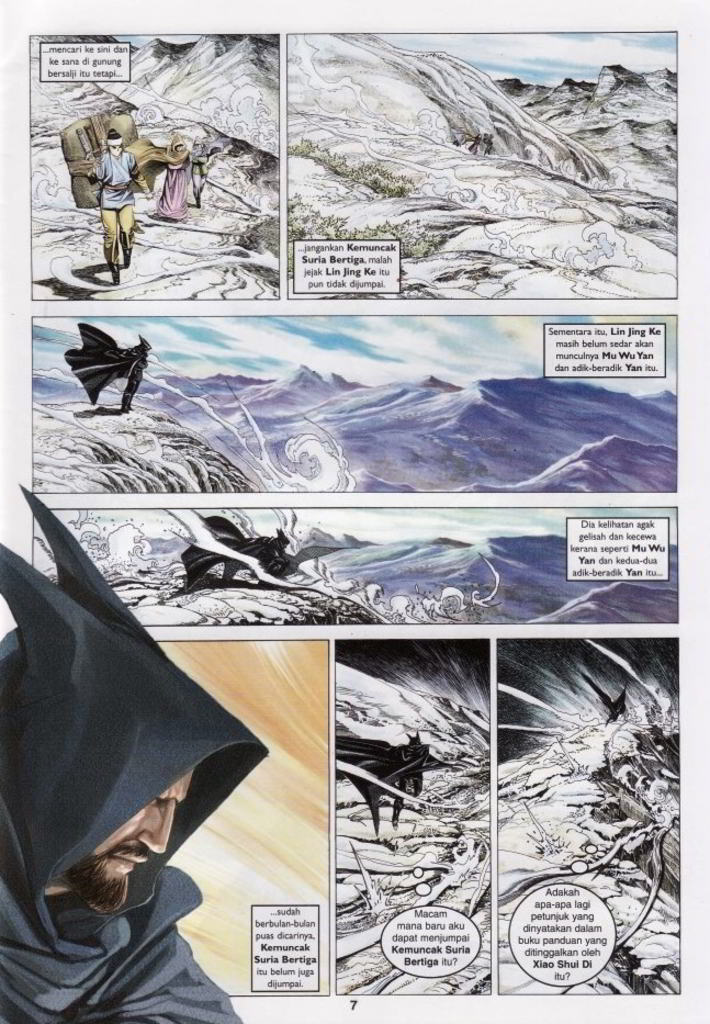 ...mencari ke sini dan
ke sana di gunung
bersalji itu tetapi...
...jangankan Kemuncak
Suria Bertiga, malah
jejak Lin Jing Ke itu
pun tidak dijumpai.
Sementara itu, Lin Jing Ke
masih belum sedar akan
munculnya Mu Wu Yan
dan adik-beradik Yan itu.
Dia kelihatan agak
gelisah dan kecewa
kerana seperti Mu Wu
Yan dan kedua-dua
adik-beradik Yan itu...
...sudah
berbulan-bulan
puas dicarinya,
Kemuncak
Suria Bertiga
itu belum juga
dijumpai.
Macam
mana baru aku
dapat menjumpai
Kemuncak Suria
Bertiga itu?
Adakah
apa-apa lagi
petunjuk yang
dinyatakan dalam
buku panduan yang
ditinggalkan oleh
Xiao Shui Di
itu?
7